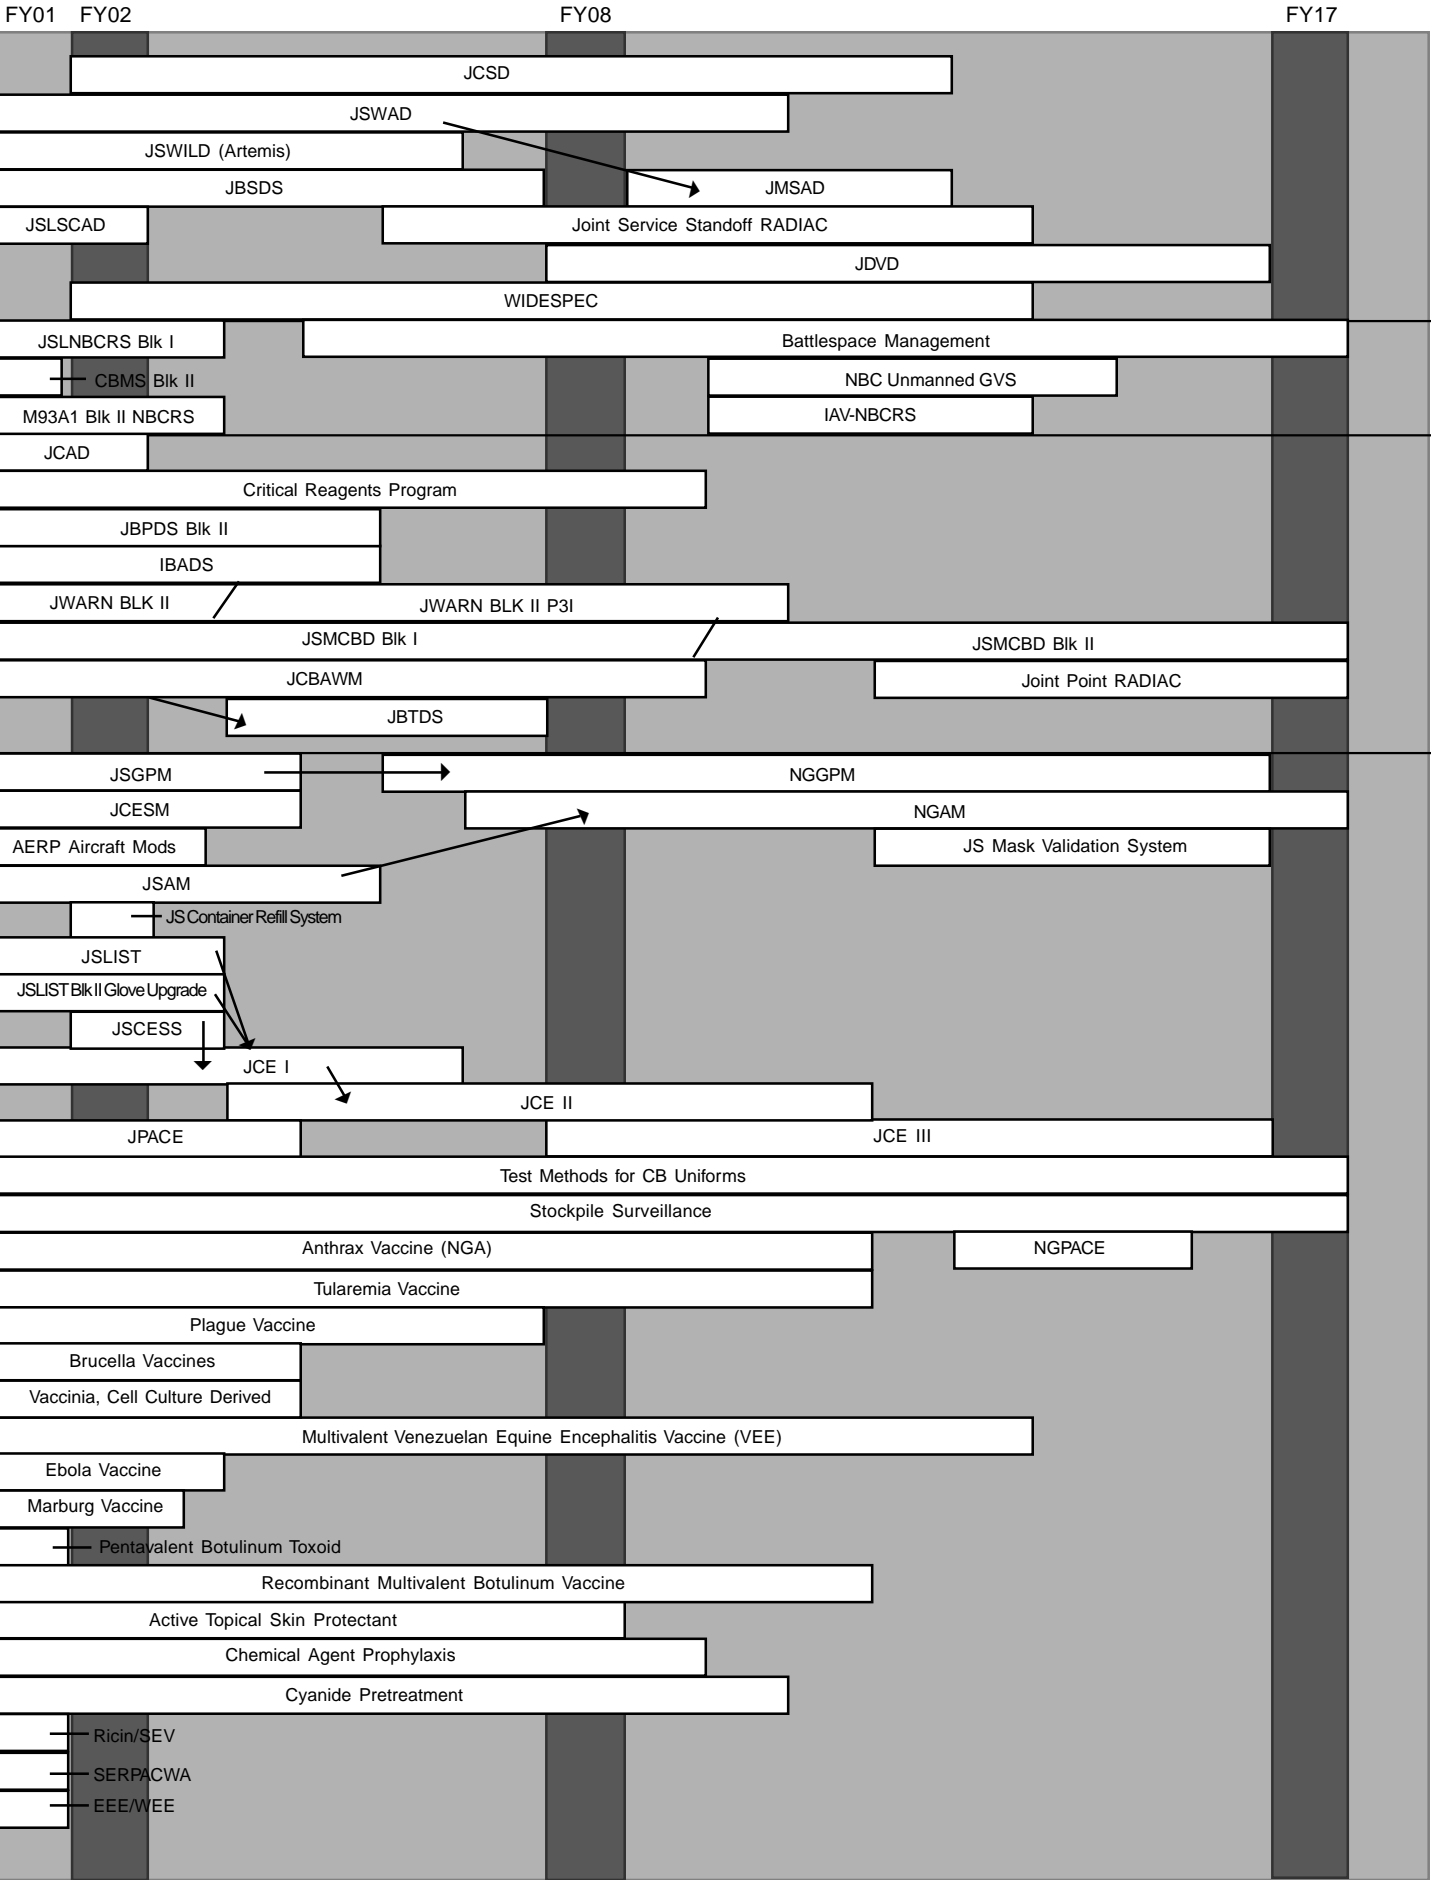 FY01 FY02 FY08 FY17
JCSD
JSWAD
JSWILD (Artemis)
JBSDS JMSAD
JSLSCAD Joint Service Standoff RADIAC
JDVD
WIDESPEC
JSLNBCRS Blk I Battlespace Management
CBMS Blk II NBC Unmanned GVS
M93A1 Blk II NBCRS IAV-NBCRS
JCAD
Critical Reagents Program
JBPDS Blk II
IBADS
JWARN BLK II JWARN BLK II P3I
JSMCBD Blk I JSMCBD Blk II
JCBAWM Joint Point RADIAC
JBTDS
JSGPM NGGPM
JCESM NGAM
AERP Aircraft Mods JS Mask Validation System
JSAM
JS Container Refill System
JSLIST
JSLIST Blk II Glove Upgrade
JSCESS
JCE I
JCE II
JPACE JCE III
Test Methods for CB Uniforms
Stockpile Surveillance
Anthrax Vaccine (NGA) NGPACE
Tularemia Vaccine
Plague Vaccine
Brucella Vaccines
Vaccinia, Cell Culture Derived
Multivalent Venezuelan Equine Encephalitis Vaccine (VEE)
Ebola Vaccine
Marburg Vaccine
Pentavalent Botulinum Toxoid
Recombinant Multivalent Botulinum Vaccine
Active Topical Skin Protectant
Chemical Agent Prophylaxis
Cyanide Pretreatment
Ricin/SEV
SERPACWA
EEE/WEE